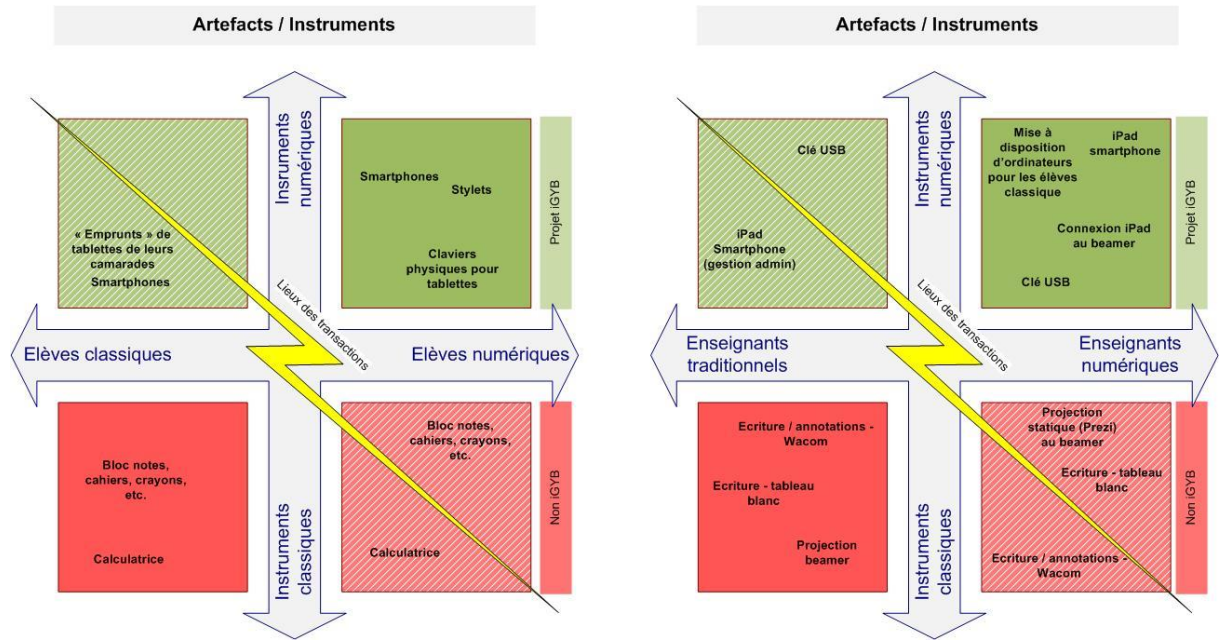 Artefacts / Instruments
Insruments
numériques
Projet iGYB
Smartphones
Stylets
« Emprunts » de
tablettes de leurs
camarades
Smartphones
Claviers
physiques pour
tablettes
Lieux des transactions
Elèves classiques
Elèves numériques
Bloc notes,
cahiers, crayons,
etc.
Calculatrice
Bloc notes,
cahiers, crayons,
etc.
Calculatrice
Non iGYB
Instruments
classiques
Artefacts / Instruments
Instruments
numériques
Projet iGYB
Clé USB
iPad
Smartphone
(gestion admin)
Mise à
disposition
d'ordinateurs
pour les élèves
classique
iPad
smartphone
Connexion iPad
au beamer
Clé USB
Lieux des transactions
Enseignants
traditionnels
Enseignants
numériques
Ecriture / annotations -
Wacom
Ecriture - tableau
blanc
Projection
beamer
Projection
statique (Prezi)
au beamer
Ecriture - tableau
blanc
Ecriture / annotations -
Wacom
Non iGYB
Instruments
classiques